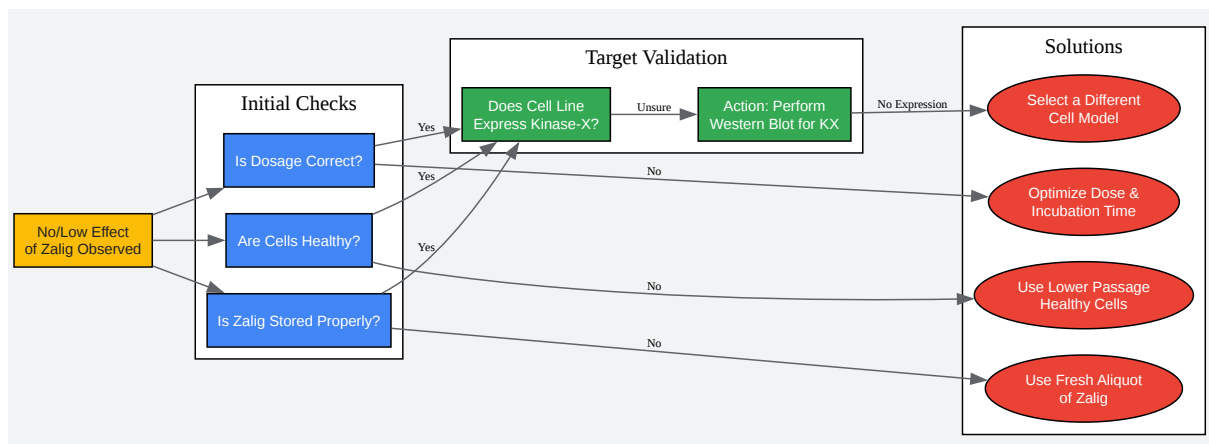 No/Low Effect
of Zalig Observed
Initial Checks
Is Dosage Correct?
Are Cells Healthy?
Is Zalig Stored Properly?
Yes
Yes
Yes
Target Validation
Does Cell Line
Express Kinase-X?
Unsure
Action: Perform
Western Blot for KX
No Expression
No
No
No
Solutions
Select a Different
Cell Model
Optimize Dose &
Incubation Time
Use Lower Passage
Healthy Cells
Use Fresh Aliquot
of Zalig